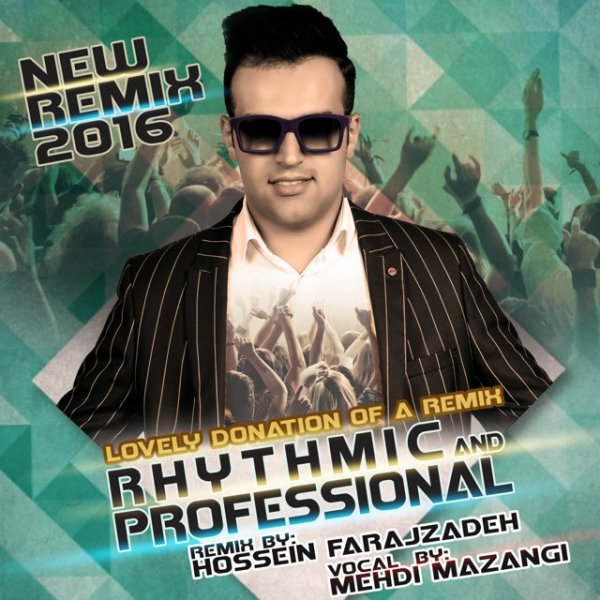 NEW
REMIX
2016
LOVELY DONATION OF A REMIX
RHYTHMIC AND
PROFESSIONAL
REMIX BY:
HOSSEIN FARAJZADEH
VOCAL BY:
MEHDI MAZANGI